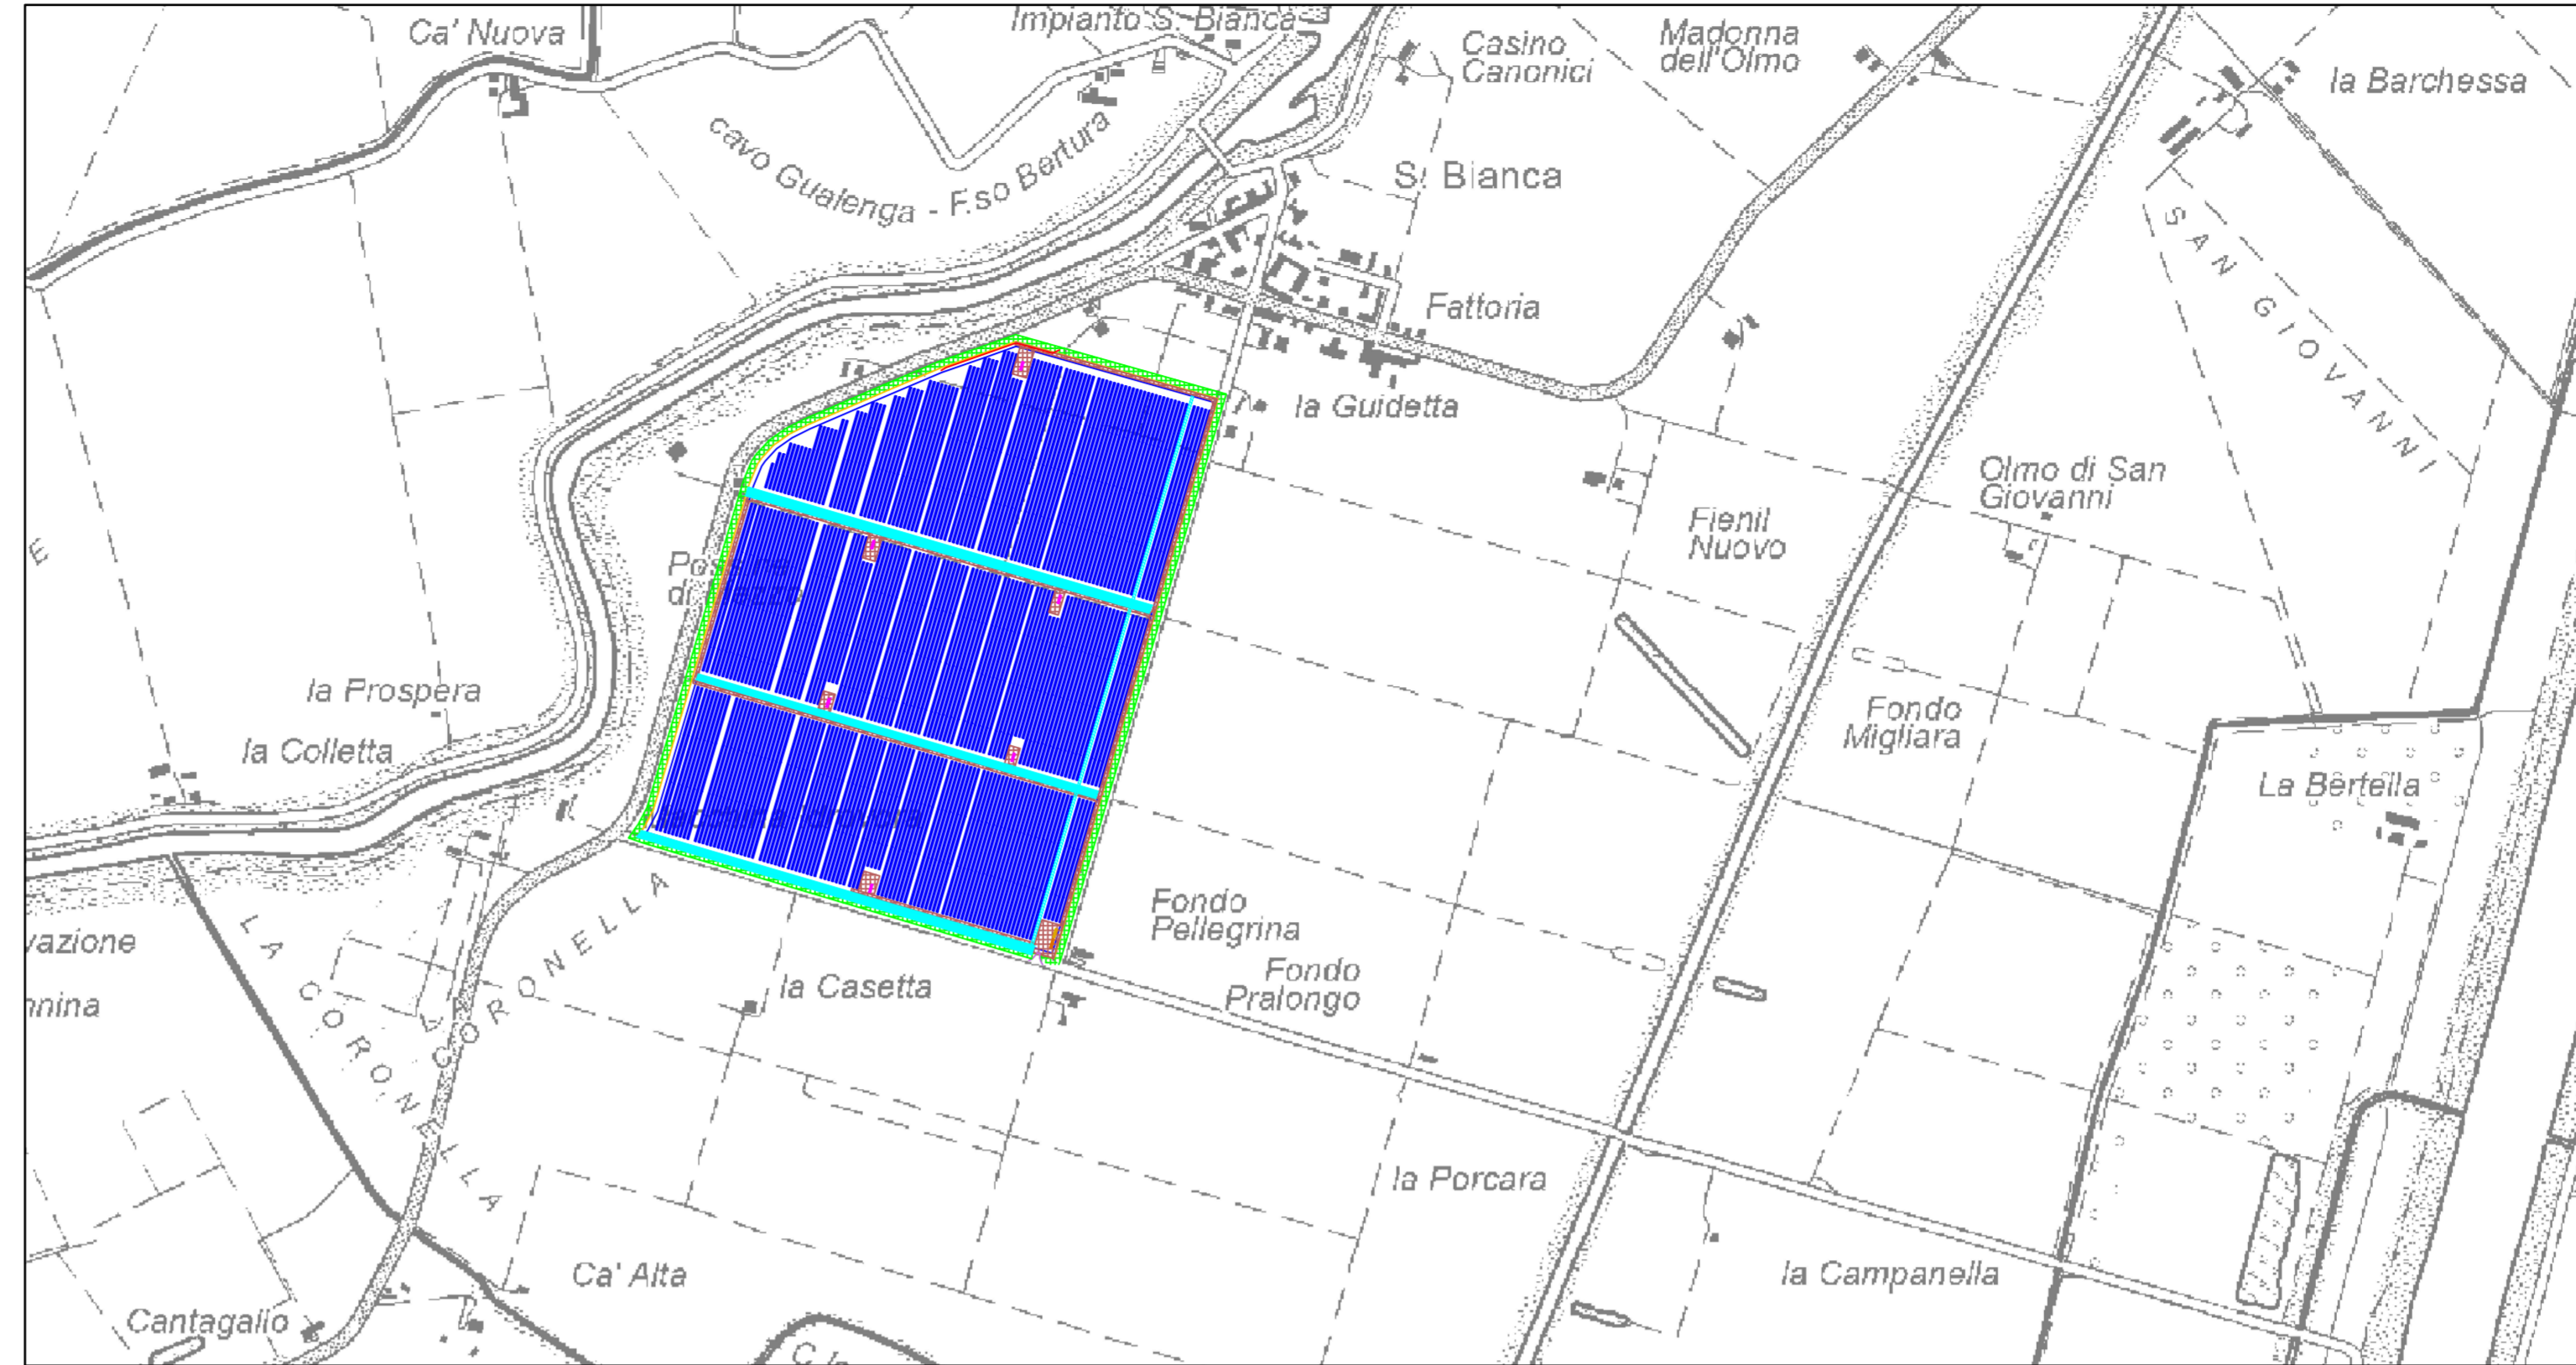 Ca' Nuova
Impianto S. Bianca
Casino
Canonici
Madonna
dell'Olmo
la Barchessa
cavo Gualenga - F.so Bertura
S. Bianca
SAN GIOVANNI
Fattoria
la Guidetta
Olmo di San
Giovanni
Fienil
Nuovo
E
la Prospera
Fondo
Migliara
la Colletta
La Bertella
LA CORONELLA
CORONELLA
Fondo
Pellegrina
vazione
Fondo
Pralongo
la Casetta
nnina
la Porcara
Ca' Alta
la Campanella
Cantagallo